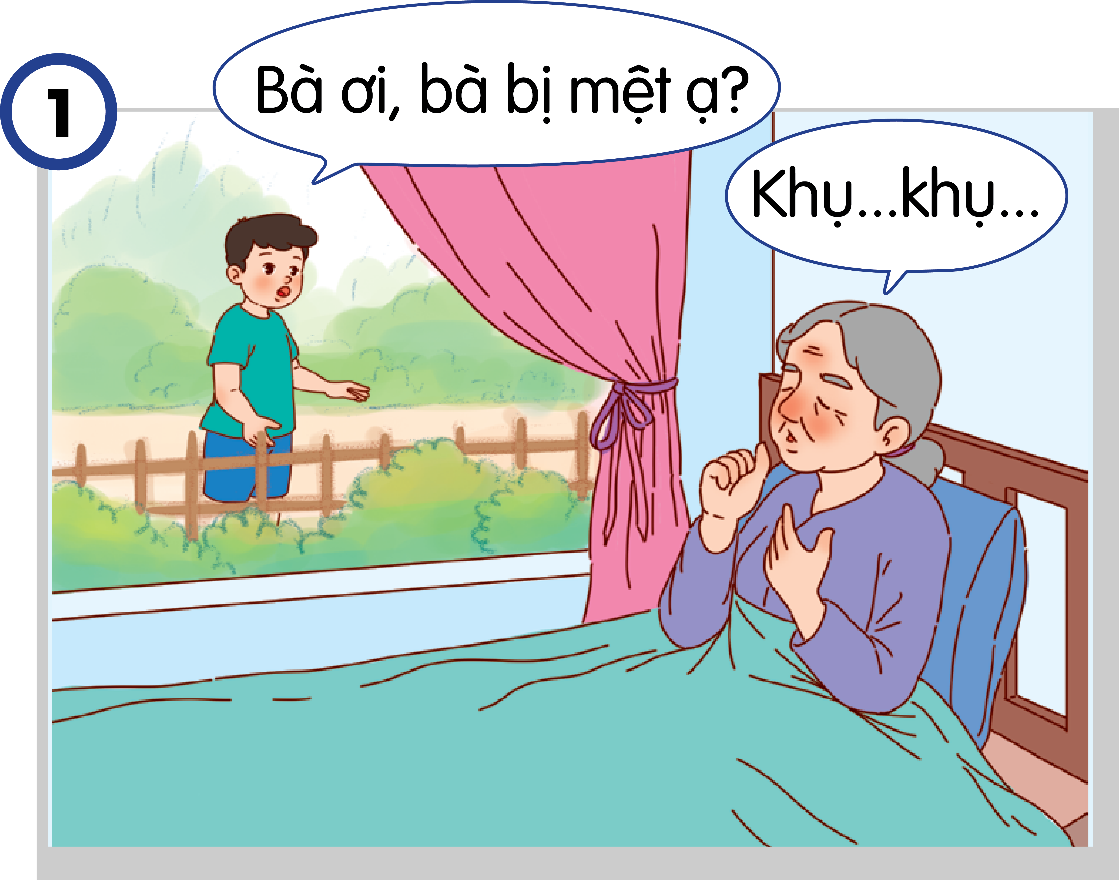 1
Bà ơi, bà bị mệt ạ?
Khụ...khụ...